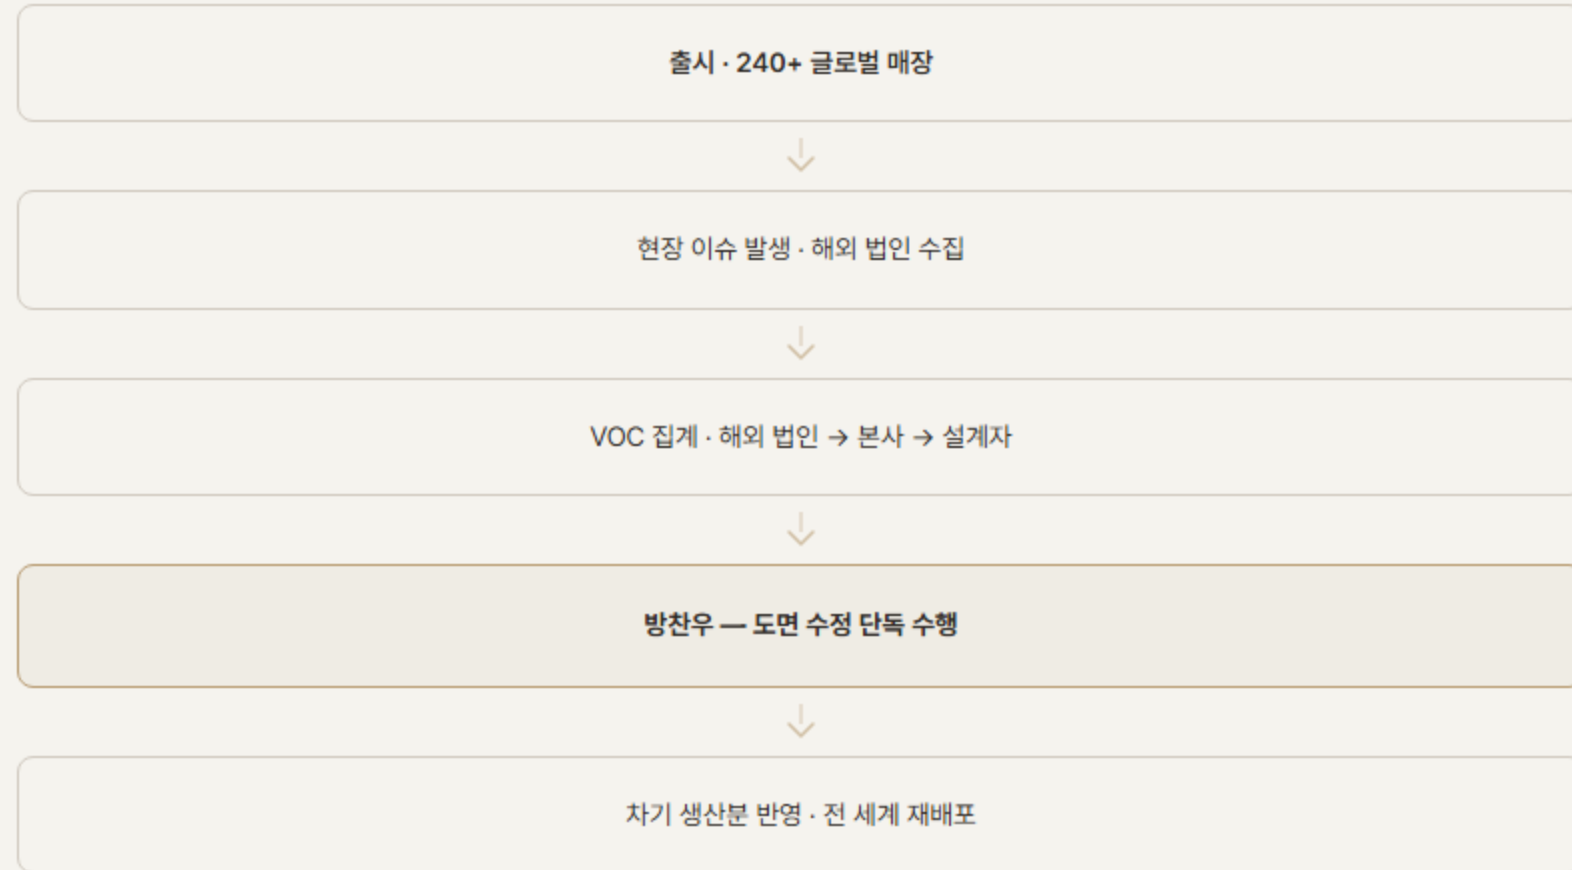 출시 · 240+ 글로벌 매장
현장 이슈 발생 · 해외 법인 수집
VOC 집계 · 해외 법인 → 본사 → 설계자
방찬우 — 도면 수정 단독 수행
차기 생산분 반영 · 전 세계 재배포